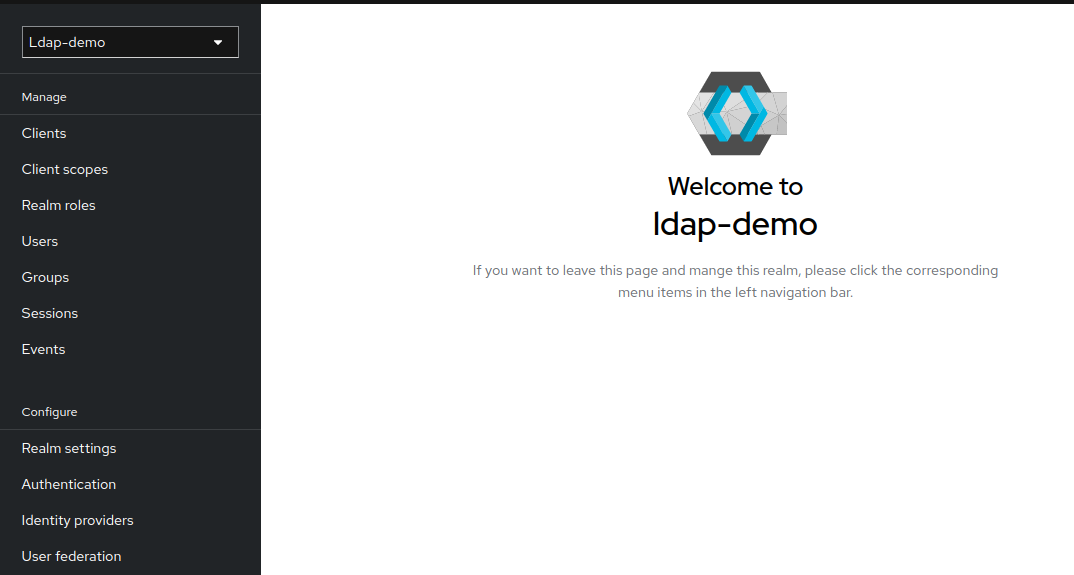 Ldap-demo
Manage
Clients
Client scopes
Realm roles
Users
Groups
Sessions
Events
Configure
Realm settings
Authentication
Identity providers
User federation
Welcome to
ldap-demo
If you want to leave this page and mange this realm, please click the corresponding
menu items in the left navigation bar.